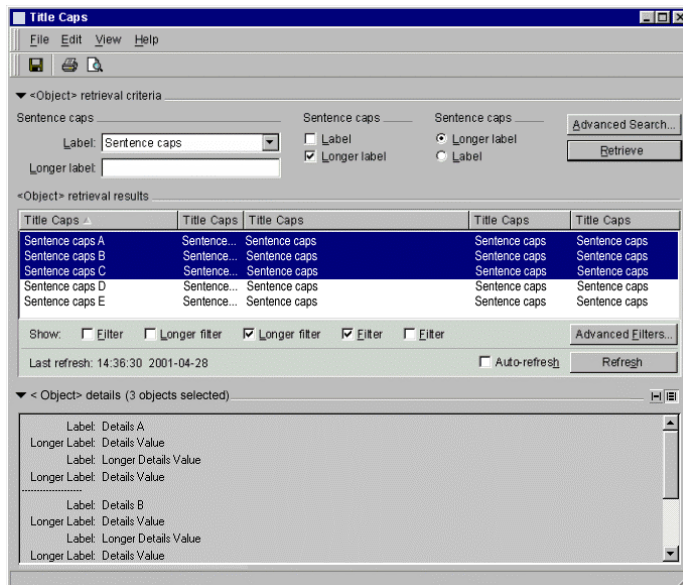 Title Caps
File Edit View Help
<Object> retrieval criteria
Sentence caps Sentence caps Sentence caps
Label: Sentence caps Label Longer label Advanced Search...
Longer label: Longer label Label Retrieve
<Object> retrieval results
Title Caps Title Caps Title Caps Title Caps Title Caps
Sentence caps A Sentence... Sentence caps Sentence caps Sentence caps
Sentence caps B Sentence... Sentence caps Sentence caps Sentence caps
Sentence caps C Sentence... Sentence caps Sentence caps Sentence caps
Sentence caps D Sentence... Sentence caps Sentence caps Sentence caps
Sentence caps E Sentence... Sentence caps Sentence caps Sentence caps
Show: Filter Longer filter Longer filter Filter Filter Advanced Filters...
Last refresh: 14:36:30 2001-04-28 Auto-refresh Refresh
< Object> details (3 objects selected)
Label: Details A
Longer Label: Details Value
Label: Longer Details Value
Longer Label: Details Value
--------------------
Label: Details B
Longer Label: Details Value
Label: Longer Details Value
Longer Label: Details Value